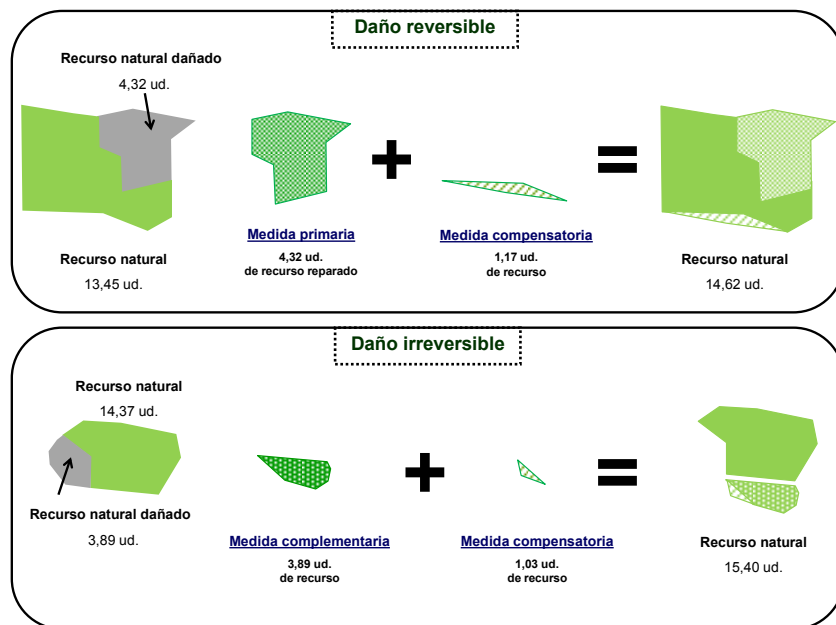 Daño reversible
Recurso natural dañado
4,32 ud.
Recurso natural
13,45 ud.
Medida primaria
4,32 ud.
de recurso reparado
Medida compensatoria
1,17 ud.
de recurso
Recurso natural
14,62 ud.
Daño irreversible
Recurso natural
14,37 ud.
Recurso natural dañado
3,89 ud.
Medida complementaria
3,89 ud.
de recurso
Medida compensatoria
1,03 ud.
de recurso
Recurso natural
15,40 ud.